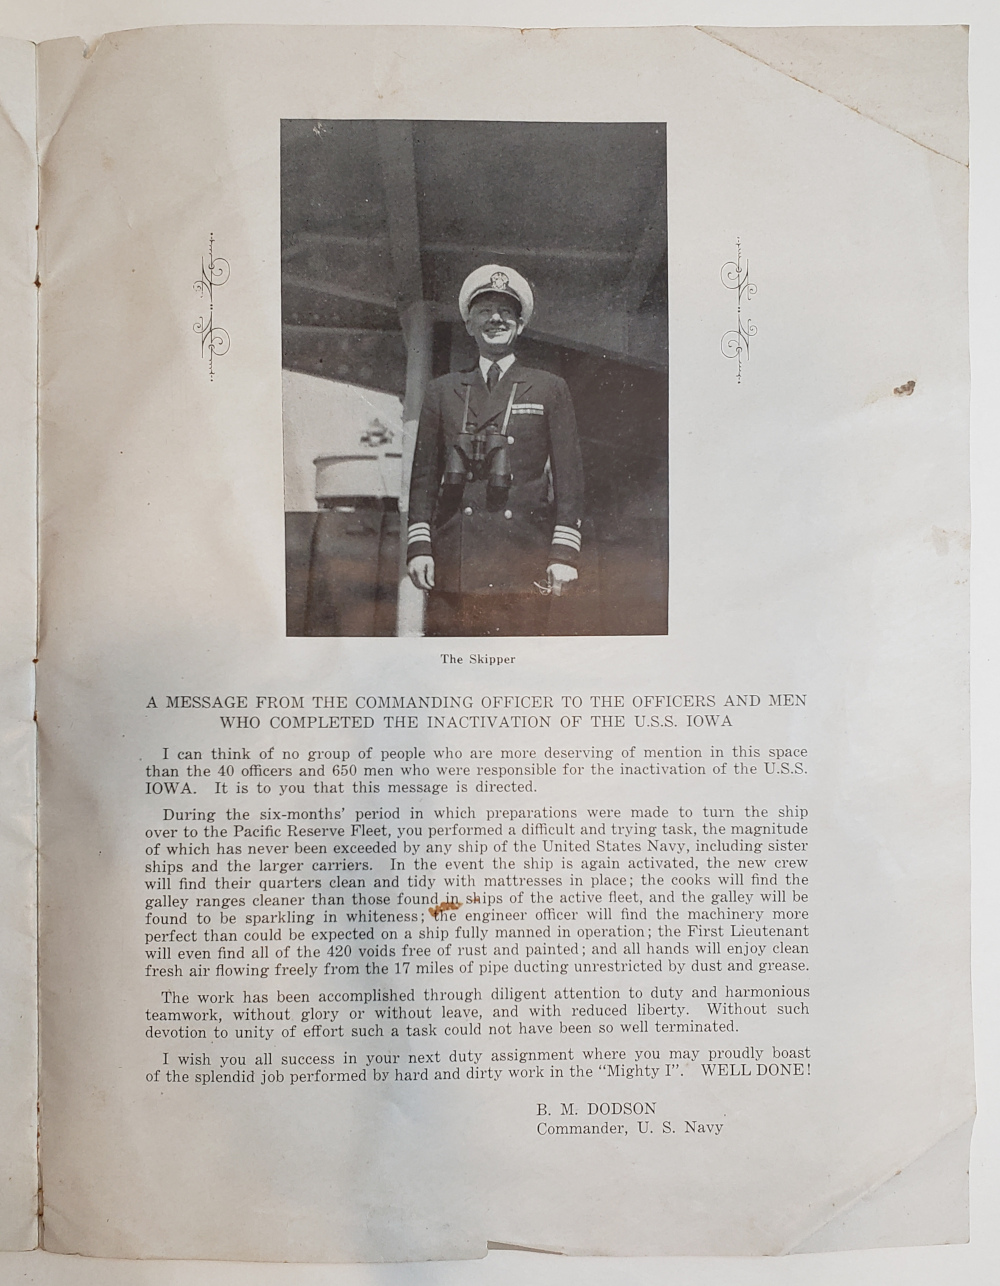 The Skipper
A MESSAGE FROM THE COMMANDING OFFICER TO THE OFFICERS AND MEN
WHO COMPLETED THE INACTIVATION OF THE U.S.S. IOWA
I can think of no group of people who are more deserving of mention in this space
than the 40 officers and 650 men who were responsible for the inactivation of the U.S.S.
IOWA. It is to you that this message is directed.
During the six-months' period in which preparations were made to turn the ship
over to the Pacific Reserve Fleet, you performed a difficult and trying task, the magnitude
of which has never been exceeded by any ship of the United States Navy, including sister
ships and the larger carriers. In the event the ship is again activated, the new crew
will find their quarters clean and tidy with mattresses in place; the cooks will find the
galley ranges cleaner than those found in ships of the active fleet, and the galley will be
found to be sparkling in whiteness; the engineer officer will find the machinery more
perfect than could be expected on a ship fully manned in operation; the First Lieutenant
will even find all of the 420 voids free of rust and painted; and all hands will enjoy clean
fresh air flowing freely from the 17 miles of pipe ducting unrestricted by dust and grease.
The work has been accomplished through diligent attention to duty and harmonious
teamwork, without glory or without leave, and with reduced liberty. Without such
devotion to unity of effort such a task could not have been so well terminated.
I wish you all success in your next duty assignment where you may proudly boast
of the splendid job performed by hard and dirty work in the "Mighty I". WELL DONE!
B. M. DODSON
Commander, U. S. Navy